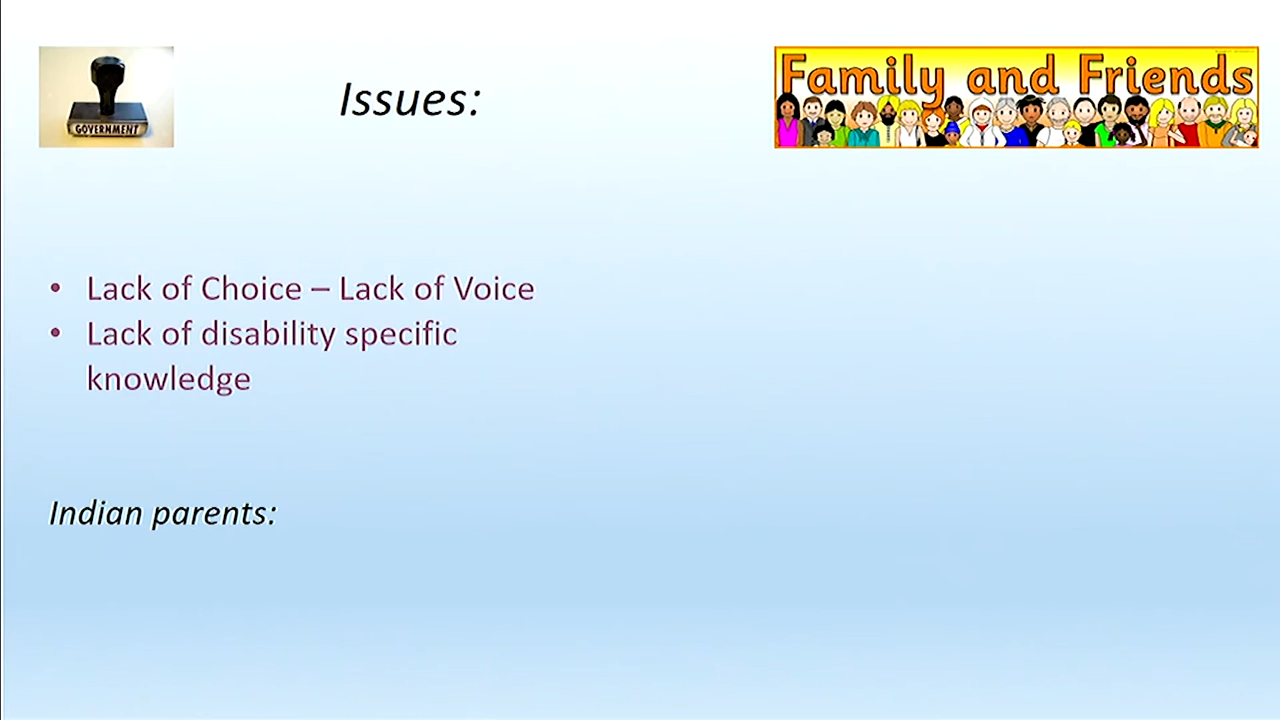 GOVERNMENT
Issues:
Family and Friends
• Lack of Choice – Lack of Voice
• Lack of disability specific
knowledge
Indian parents: